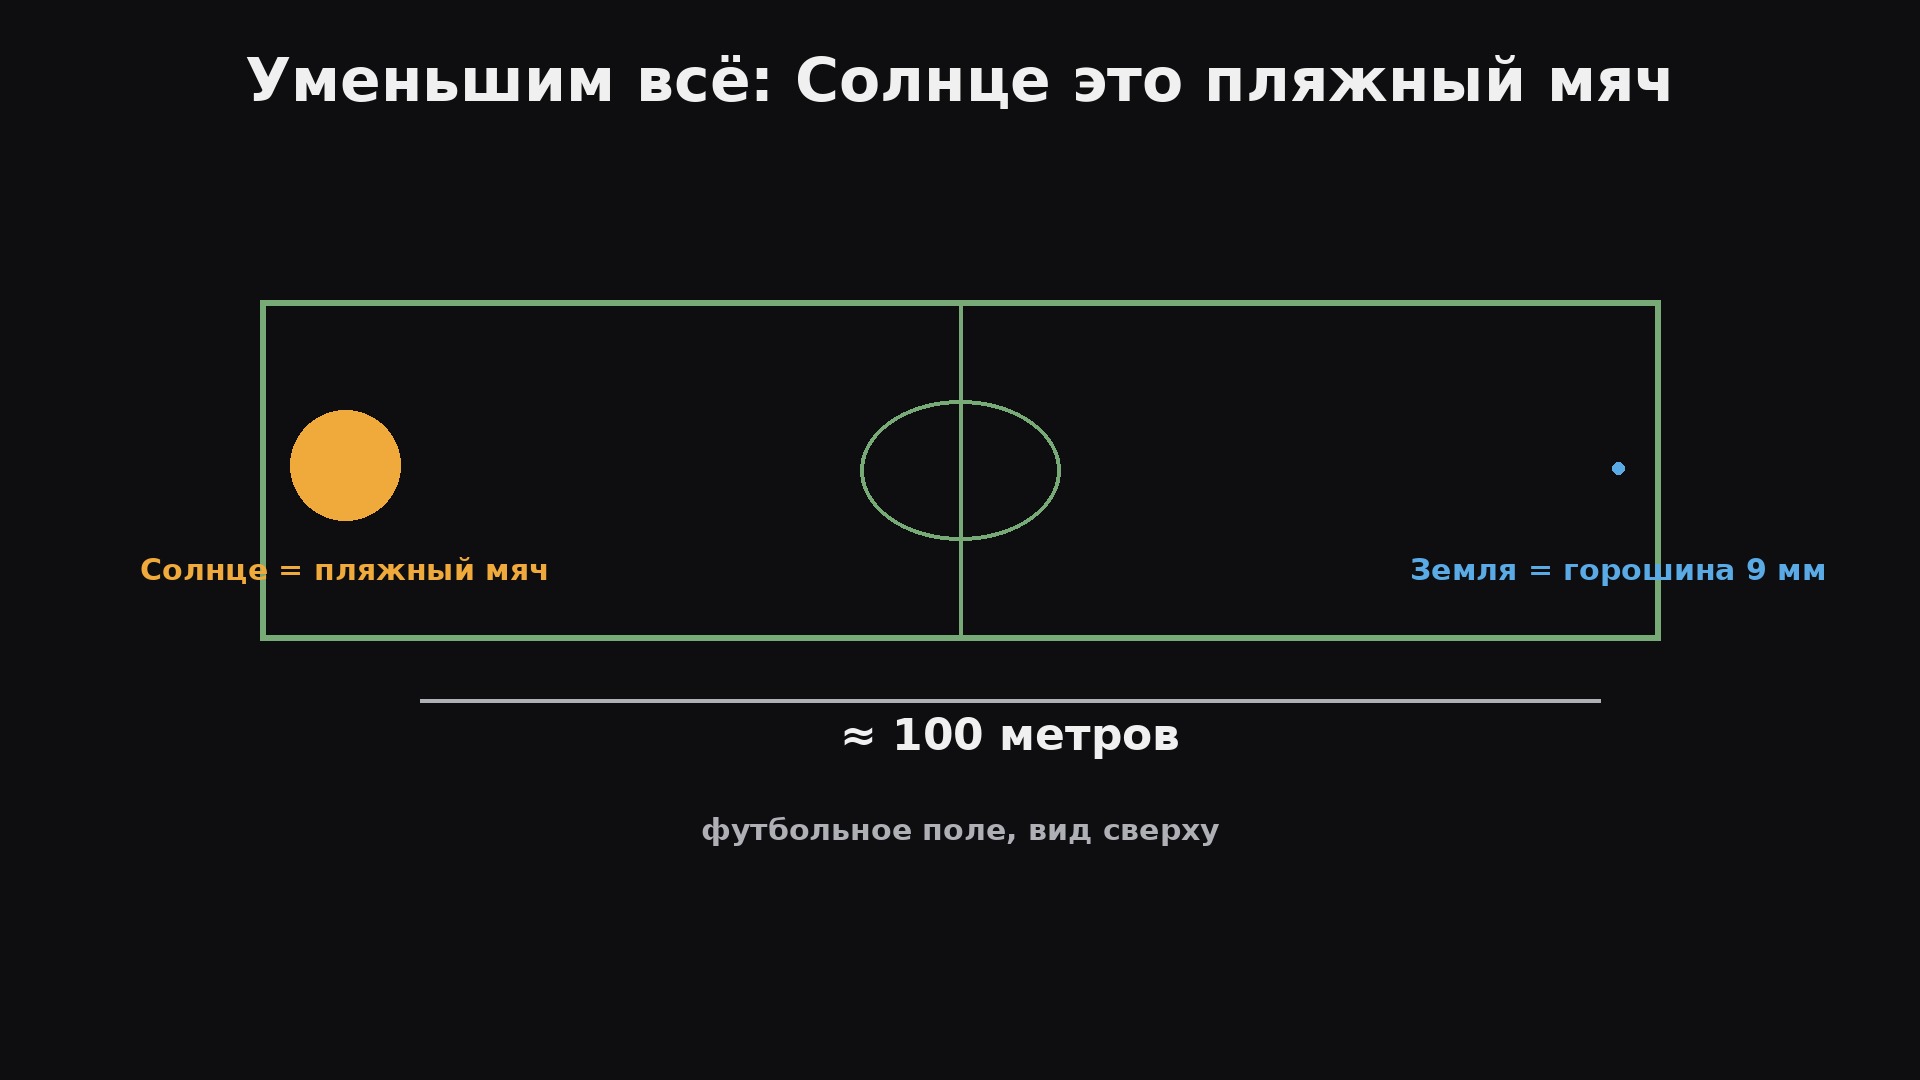 Уменьшим всё: Солнце это пляжный мяч
Солнце = пляжный мяч
Земля = горошина 9 мм
≈ 100 метров
футбольное поле, вид сверху